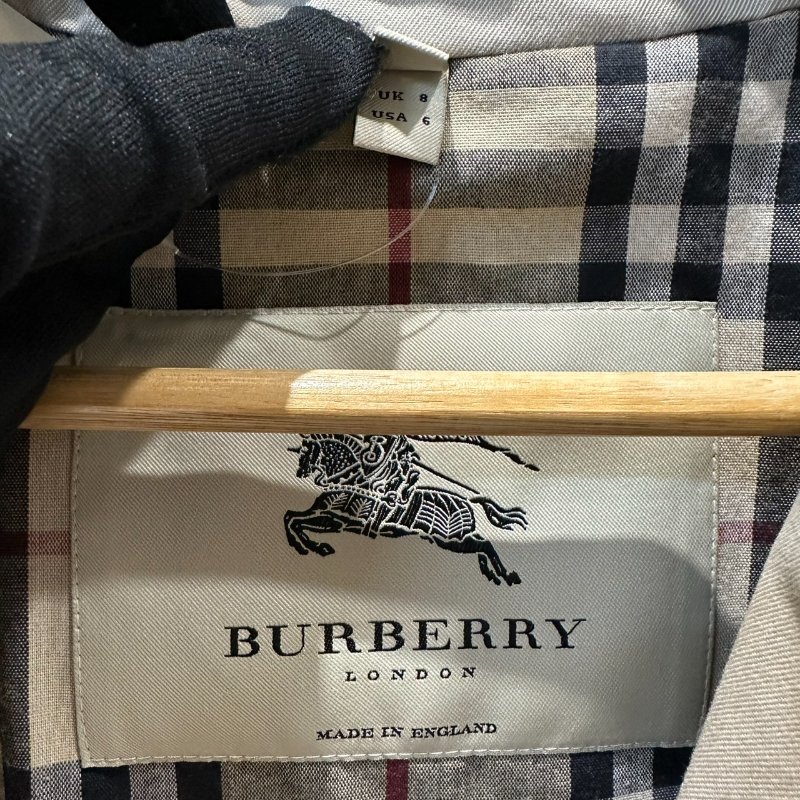 UK 8
USA 6
BURBERRY
LONDON
MADE IN ENGLAND